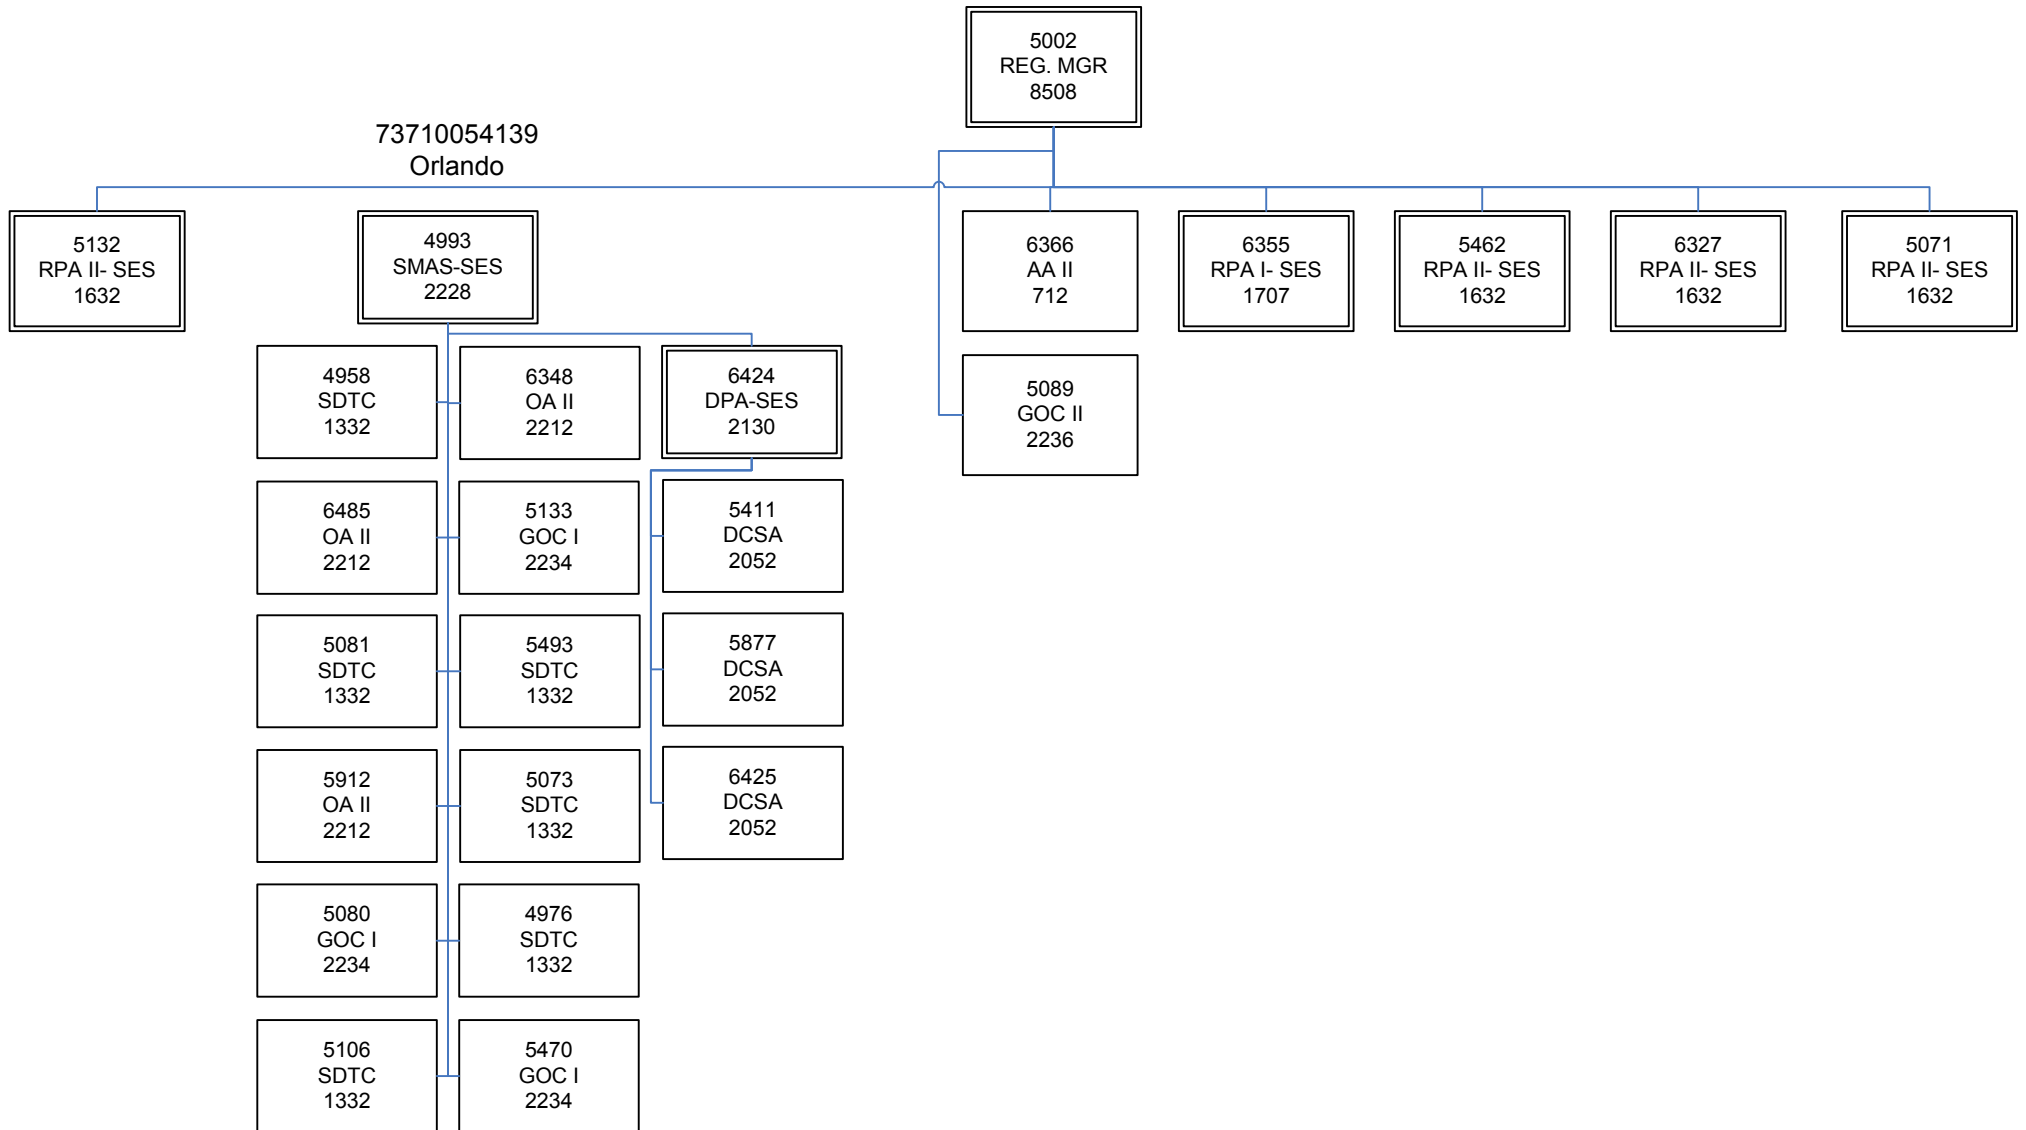 5002
REG. MGR
8508
73710054139
Orlando
5132
RPA II- SES
1632
4993
SMAS-SES
2228
6366
AA II
712
6355
RPA I- SES
1707
5462
RPA II- SES
1632
6327
RPA II- SES
1632
5071
RPA II- SES
1632
4958
SDTC
1332
6348
OA II
2212
6424
DPA-SES
2130
5089
GOC II
2236
6485
OA II
2212
5133
GOC I
2234
5411
DCSA
2052
5081
SDTC
1332
5493
SDTC
1332
5877
DCSA
2052
5912
OA II
2212
5073
SDTC
1332
6425
DCSA
2052
5080
GOC I
2234
4976
SDTC
1332
5106
SDTC
1332
5470
GOC I
2234